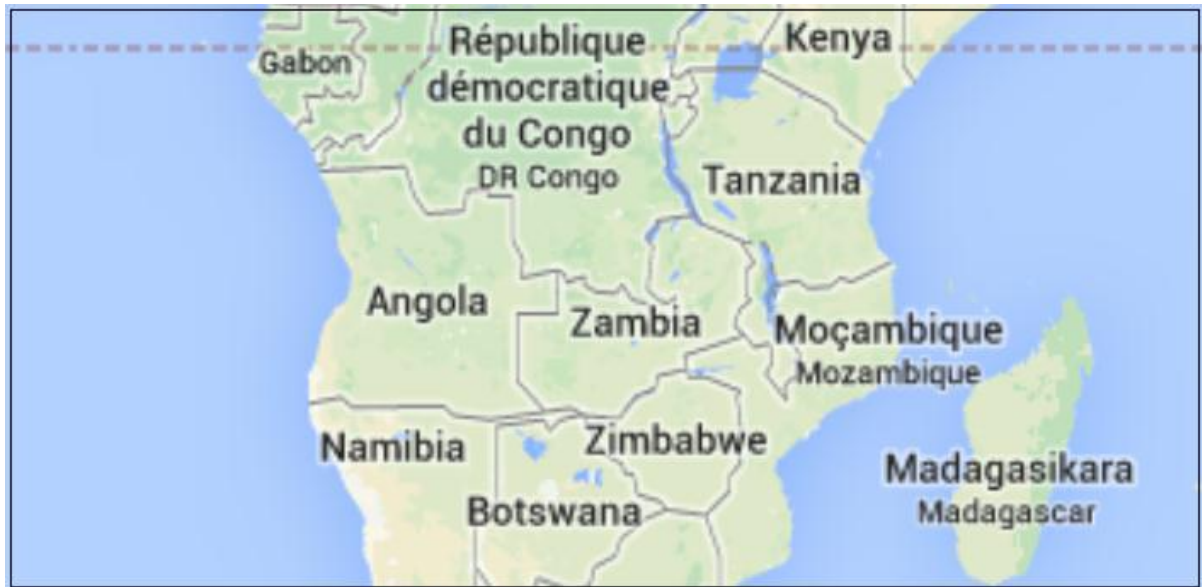 République
démocratique
du Congo
DR Congo
Kenya
Gabon
Tanzania
Angola
Zambia
Moçambique
Mozambique
Namibia
Zimbabwe
Madagasikara
Madagascar
Botswana